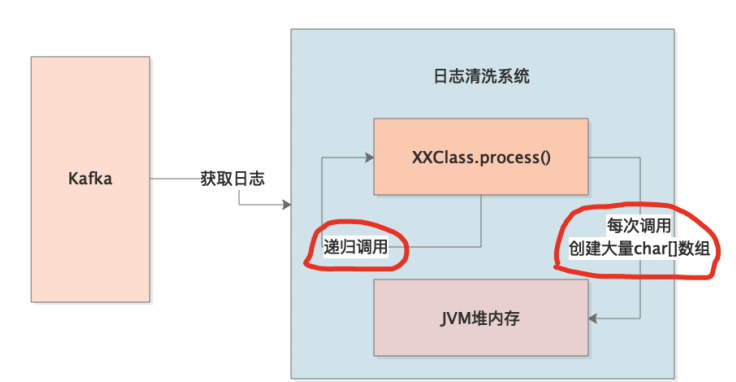 日志清洗系统
XXClass.process()
Kafka
获取日志
每次调用
创建大量char[]数组
递归调用
JVM堆内存